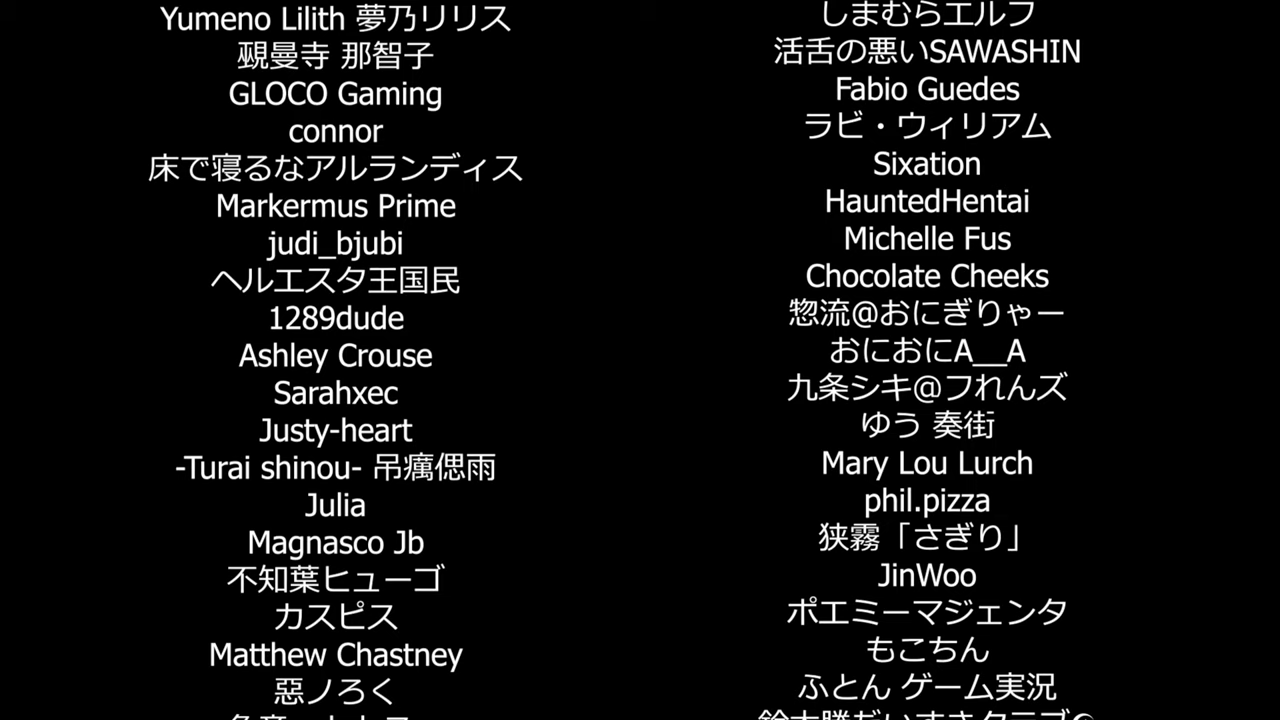 Yumeno Lilith 夢乃リリス
覡曼寺 那智子
GLOCO Gaming
connor
床で寝るなアルランディス
Markermus Prime
judi_bjubi
ヘルエスタ王国民
1289dude
Ashley Crouse
Sarahxec
Justy-heart
-Turai shinou- 吊癘偲雨
Julia
Magnasco Jb
不知葉ヒューゴ
カスピス
Matthew Chastney
惡ノろく
しまむらエルフ
活舌の悪いSAWASHIN
Fabio Guedes
ラビ・ウィリアム
Sixation
HauntedHentai
Michelle Fus
Chocolate Cheeks
惣流@おにぎりゃー
おにおにA__A
九条シキ@フれんズ
ゆう 奏街
Mary Lou Lurch
phil.pizza
狭霧「さぎり」
JinWoo
ポエミーマジェンタ
もこちん
ふとん ゲーム実況